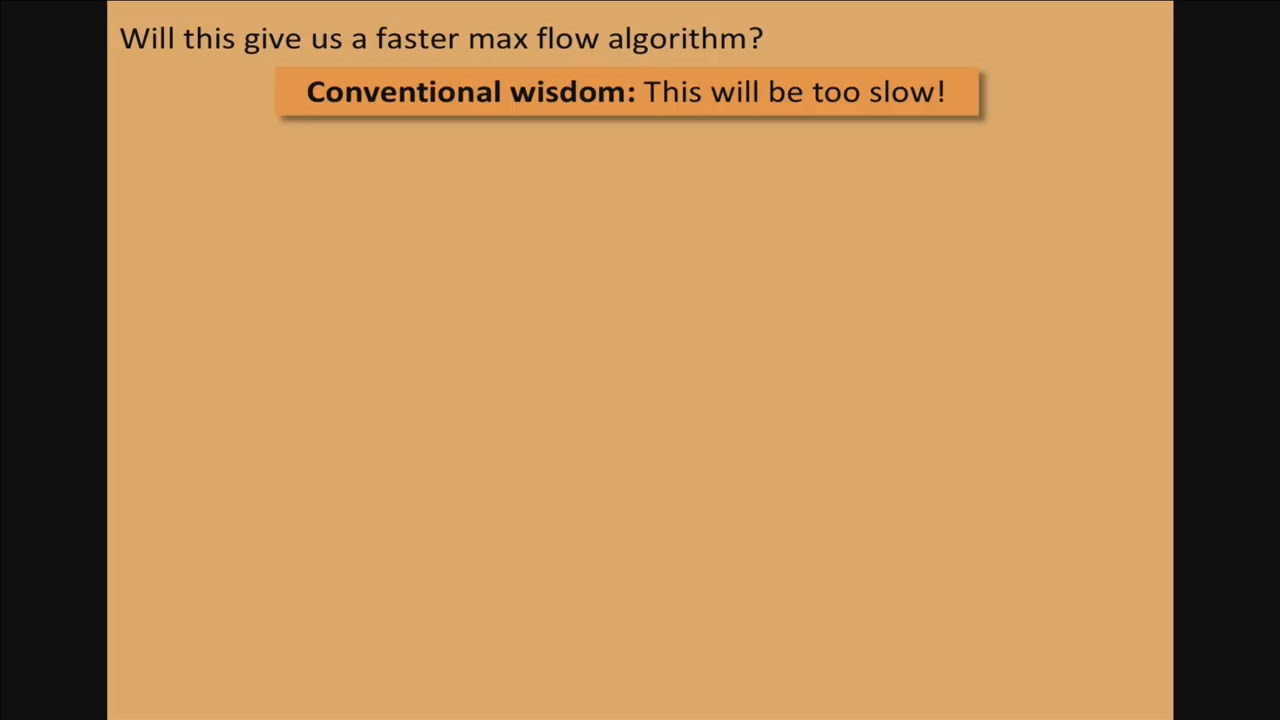 Will this give us a faster max flow algorithm?
Conventional wisdom: This will be too slow!